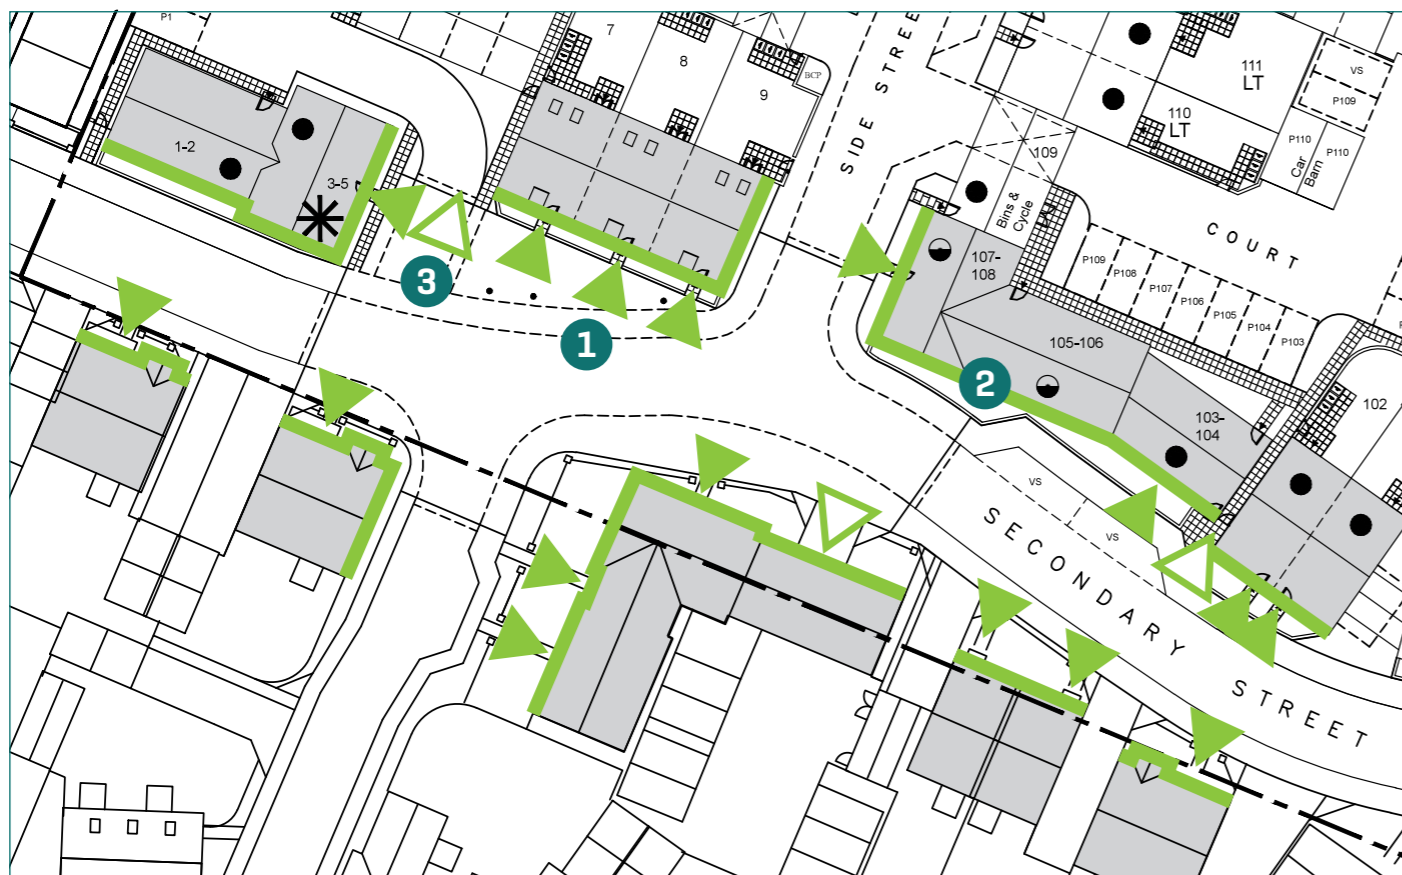 P1
7
8
9
BCP
SIDE STREE
111
LT
VS
P109
110
LT
P110
P110
Car
Barn
109
Bins &
Cycle
COURT
1-2
3-5
107-
108
P109
P108
P107
P106
P105
P104
P103
105-106
103-
104
102
3
1
2
VS
VS
SECONDARY
STREET